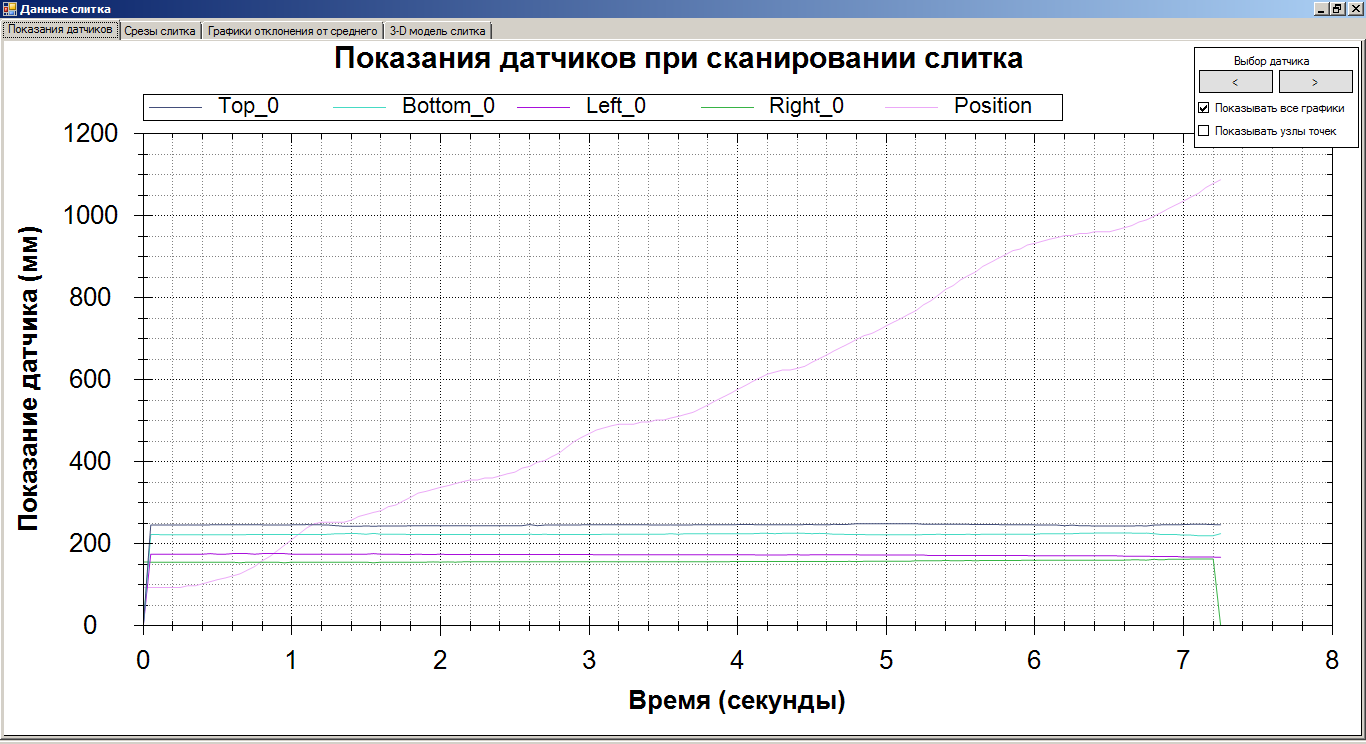 Данные слитка
Показания датчиков Срезы слитка Графики отклонения от среднего 3-D модель слитка
Показания датчиков при сканировании слитка
Выбор датчика
< >
Показывать все графики
Показывать узлы точек
Top_0 Bottom_0 Left_0 Right_0 Position
Показание датчика (мм)
1200
1000
800
600
400
200
0
0 1 2 3 4 5 6 7 8
Время (секунды)